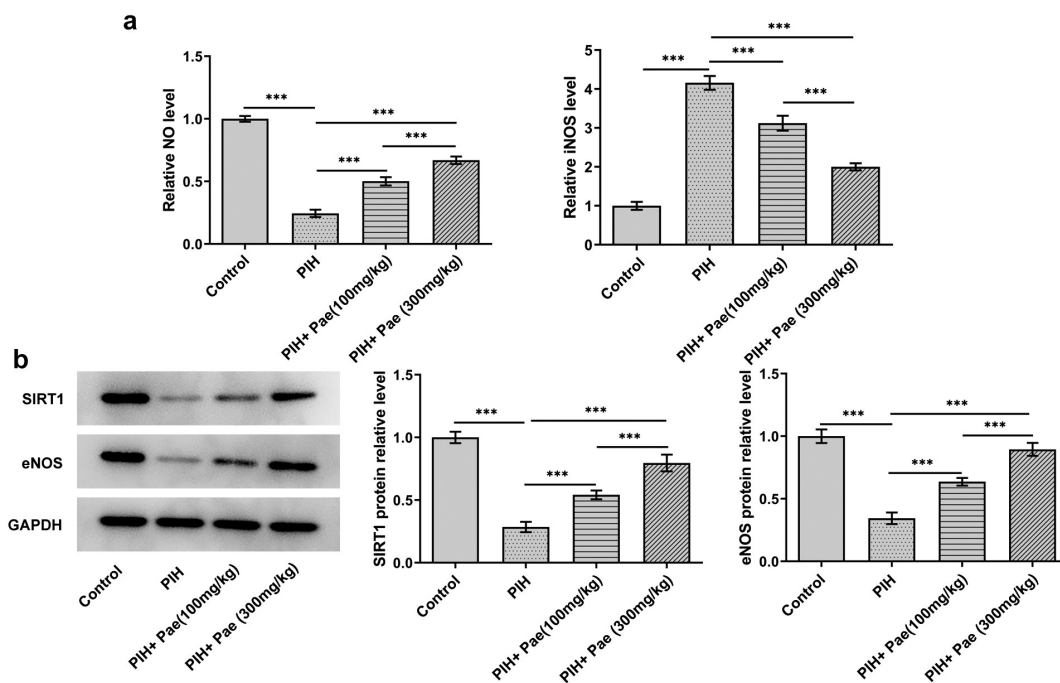 a
Relative NO level
1.5
1.0
0.5
0.0
***
***
***
***
Control
PIH
PIH+ Pae(100mg/kg)
PIH+ Pae (300mg/kg)
Relative iNOS level
5
4
3
2
1
0
***
***
***
***
Control
PIH
PIH+ Pae(100mg/kg)
PIH+ Pae (300mg/kg)
b
SIRT1
eNOS
GAPDH
Control
PIH
PIH+ Pae(100mg/kg)
PIH+ Pae (300mg/kg)
SIRT1 protein relative level
1.5
1.0
0.5
0.0
***
***
***
***
Control
PIH
PIH+ Pae(100mg/kg)
PIH+ Pae (300mg/kg)
eNOS protein relative level
1.5
1.0
0.5
0.0
***
***
***
***
Control
PIH
PIH+ Pae(100mg/kg)
PIH+ Pae (300mg/kg)